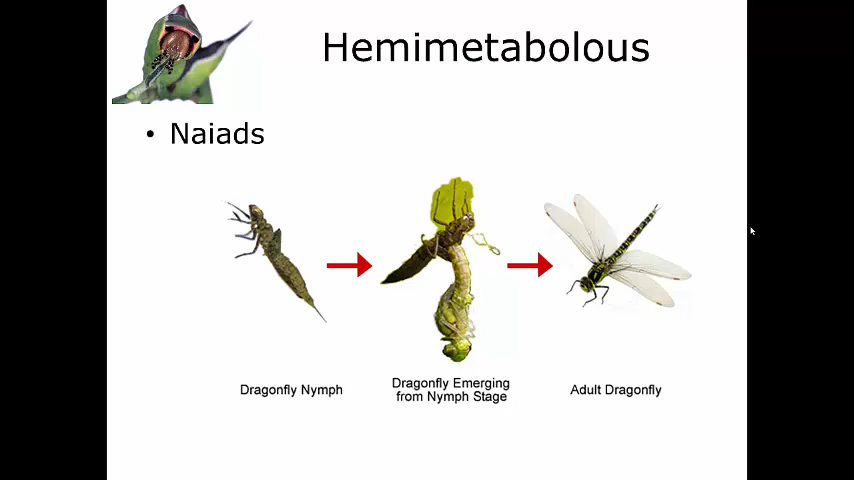 Hemimetabolous
• Naiads
Dragonfly Nymph
Dragonfly Emerging
from Nymph Stage
Adult Dragonfly